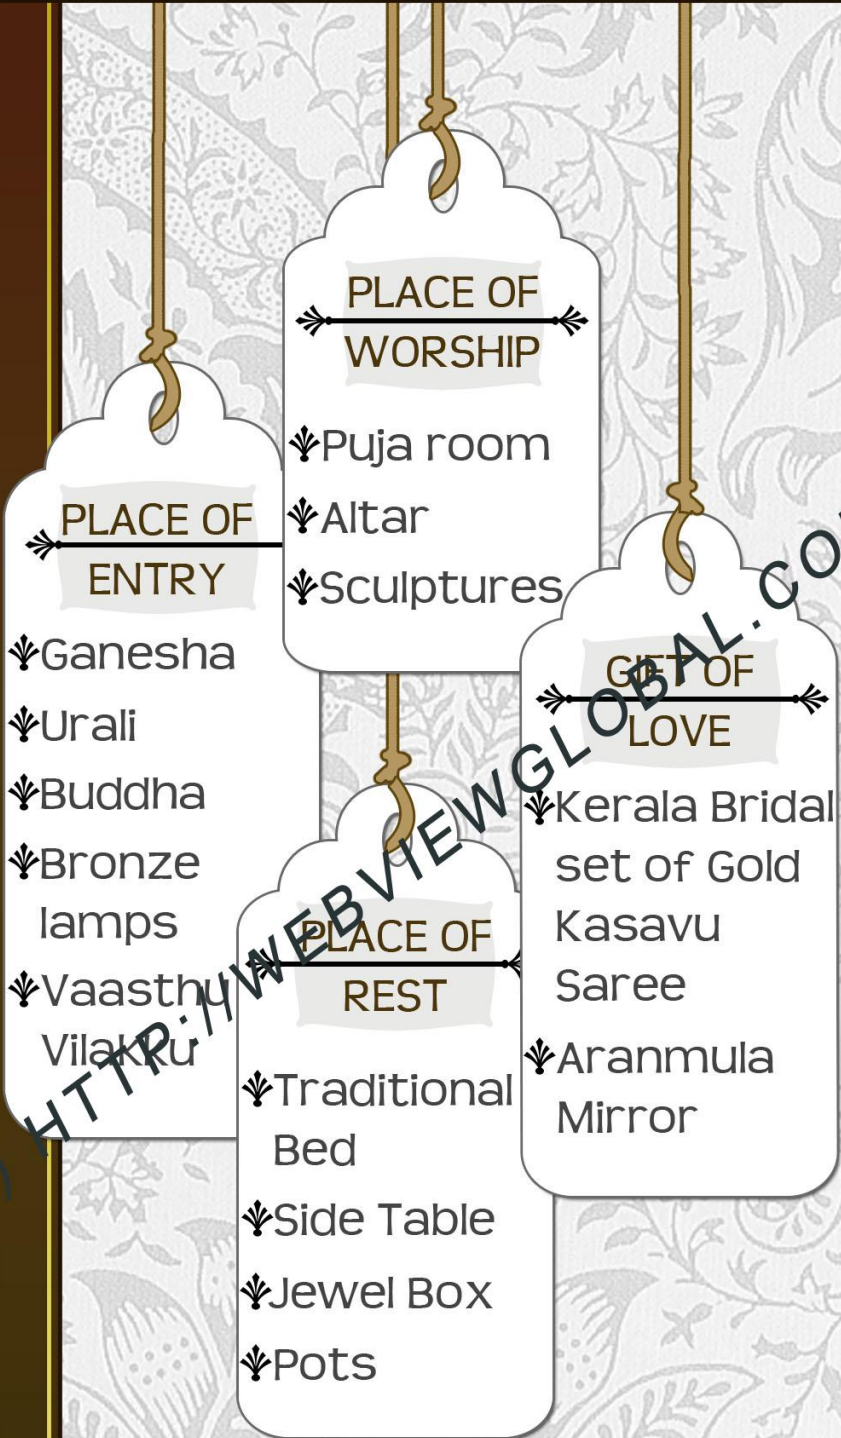 PLACE OF
WORSHIP
Puja room
Altar
Sculptures
PLACE OF
ENTRY
Ganesha
Urali
Buddha
Bronze
lamps
Vaasthu
Vilakku
GIFT OF
LOVE
Kerala Bridal
set of Gold
Kasavu
Saree
Aranmula
Mirror
PLACE OF
REST
Traditional
Bed
Side Table
Jewel Box
Pots
HTTP://WEBVIEWGLOBAL.CO